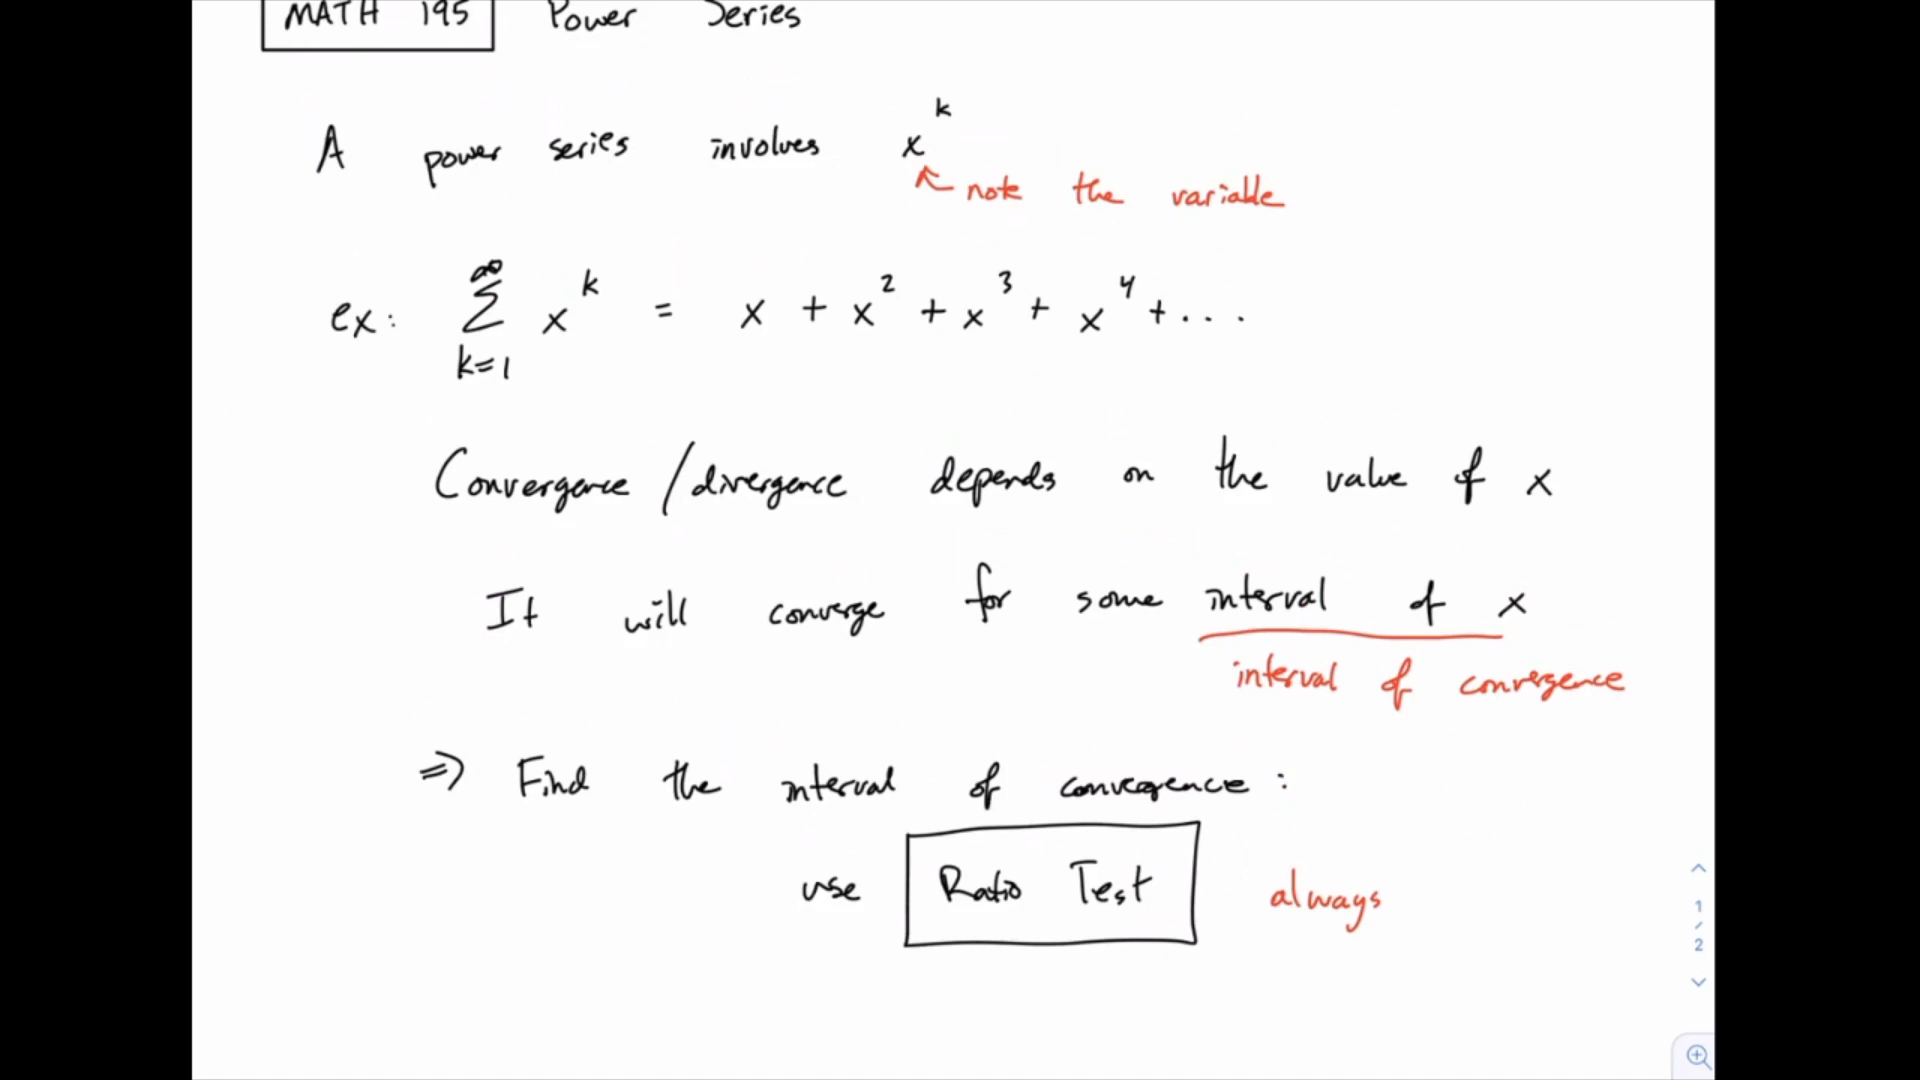 MATH 195 Power Series
A power series involves x^k
note the variable
ex: ∑_{k=1}^{∞} x^k = x + x^2 + x^3 + x^4 + ...
Convergence/divergence depends on the value of x
It will converge for some interval of x
interval of convergence
⇒ Find the interval of convergence:
use Ratio Test always
1
/
2